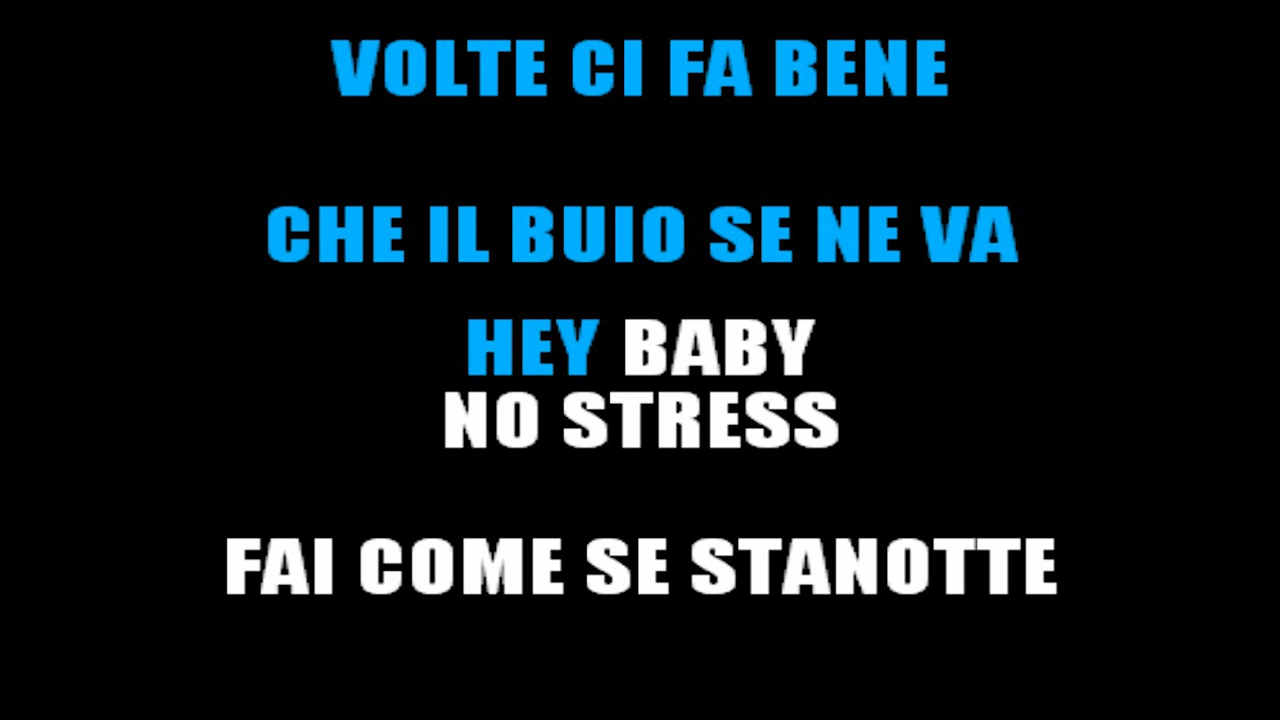 VOLTE CI FA BENE
CHE IL BUIO SE NE VA
HEY BABY
NO STRESS
FAI COME SE STANOTTE